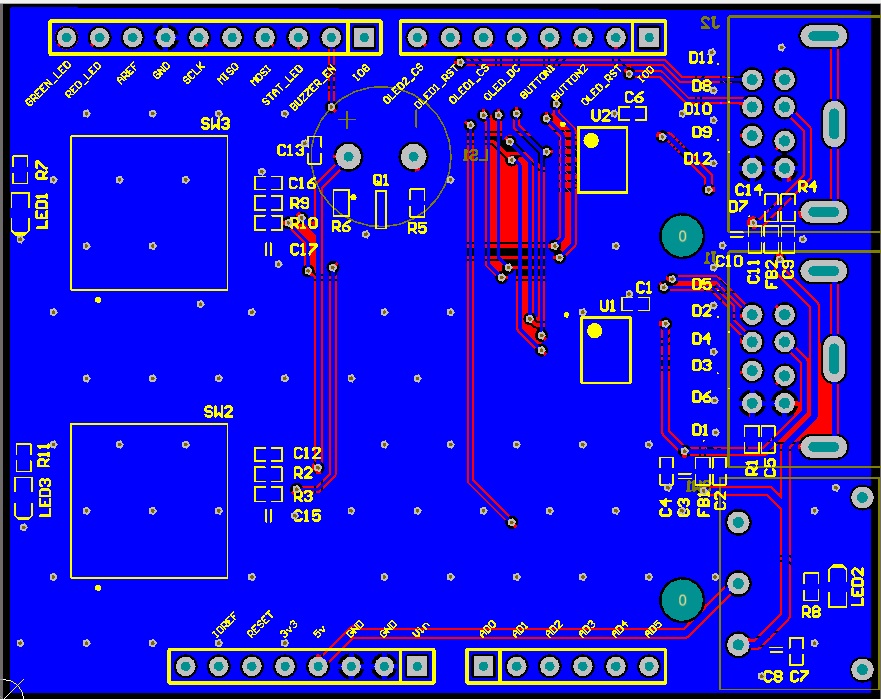 J2
GREEN_LED
RED_LED
AREF
GND
SCLK
MISO
MOSI
STAT_LED
BUZZER_EN
IO8
OLED2_CS
OLED1_RST
OLED1_CS
OLED_DC
BUTTON1
BUTTON2
OLED_RST
D11
D8
D10
D9
D12
SW3
C6
U2
C13
LS1
R7
LED1
C16
R9
R10
C17
Q1
R6
R5
C14
R4
D7
C10
C11
FB2
C9
0
J1
D5
D2
D4
D3
D6
D1
C1
U1
SW2
R11
LED3
C12
R2
R3
C15
R1
C5
C4
C3
FB1
C2
0
R8
LED2
IOREF
RESET
3v3
5v
GND
GND
Vin
AD0
AD1
AD2
AD3
AD4
AD5
C8
C7